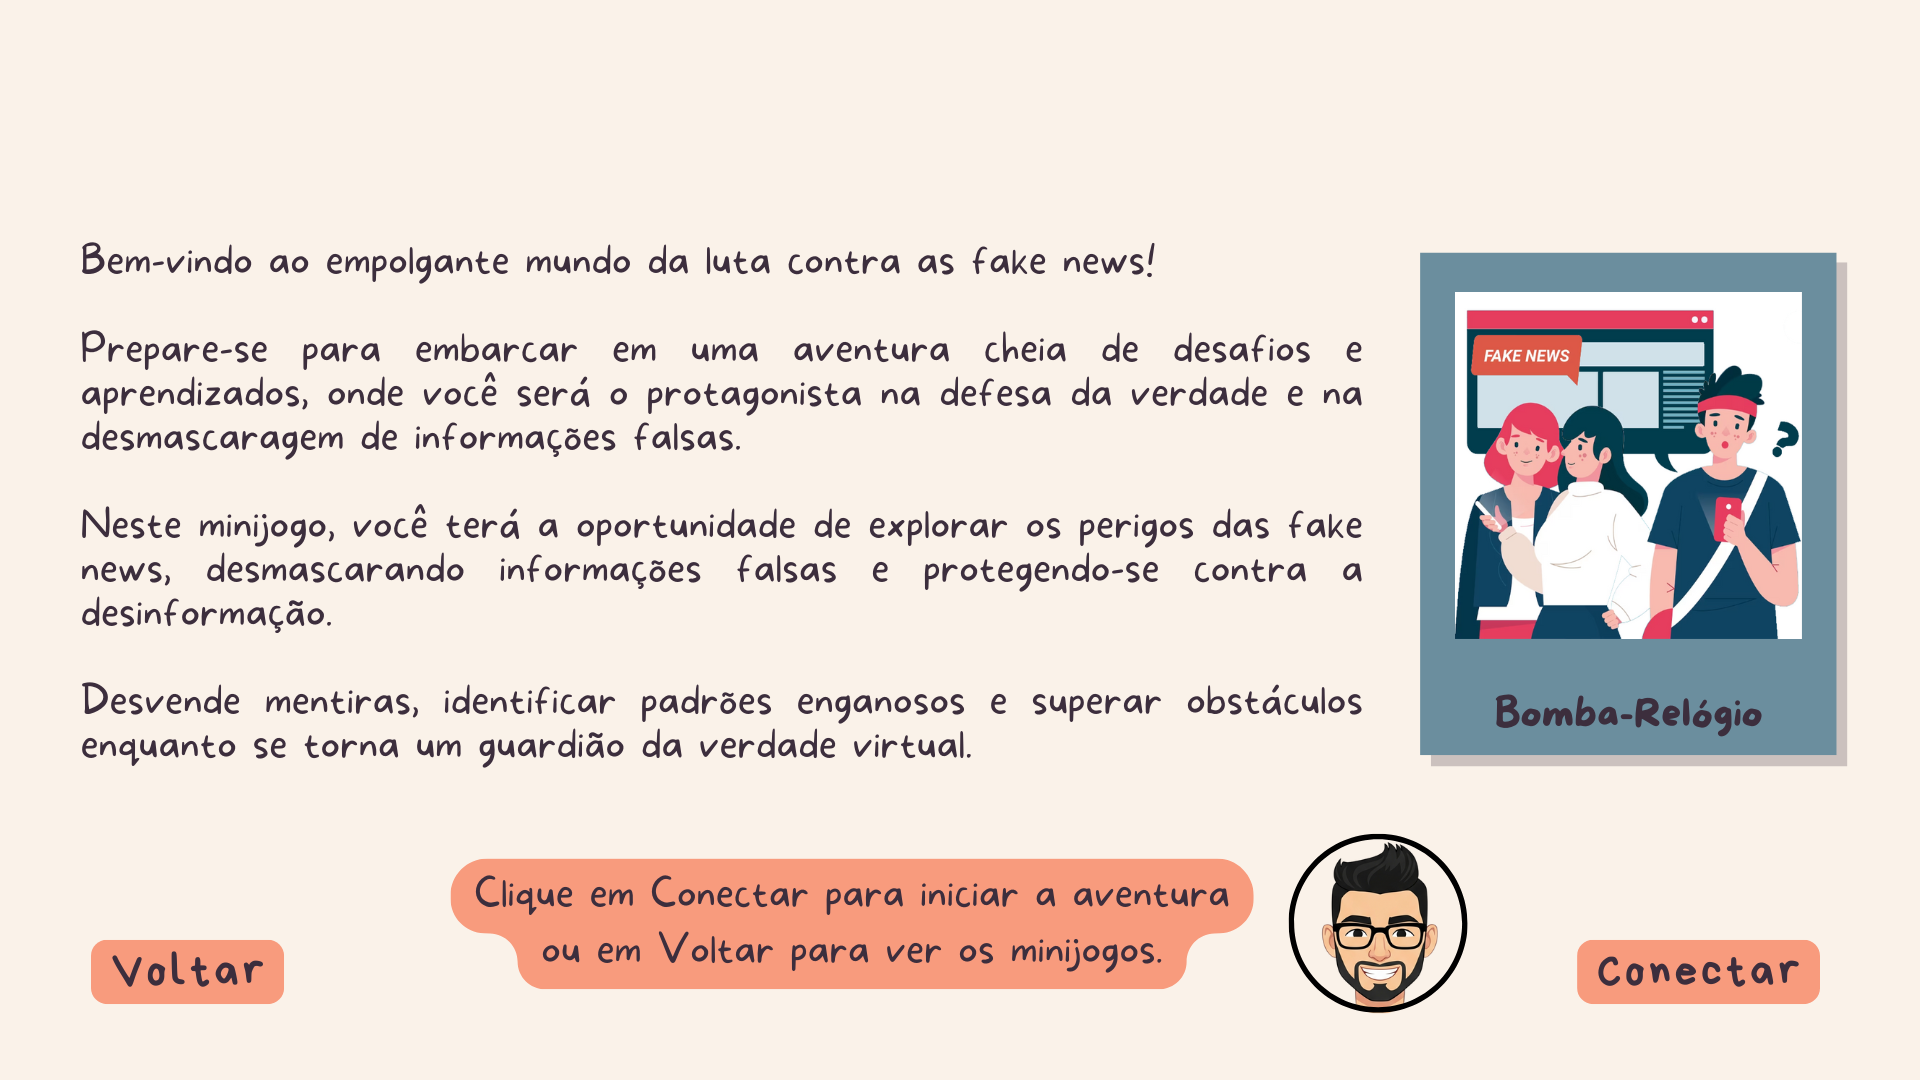 Bem-vindo ao empolgante mundo da luta contra as fake news!
Prepare-se para embarcar em uma aventura cheia de desafios e
aprendizados, onde você será o protagonista na defesa da verdade e na
desmascaragem de informações falsas.
Neste minijogo, você terá a oportunidade de explorar os perigos das fake
news, desmascarando informações falsas e protegendo-se contra a
desinformação.
Desvende mentiras, identificar padrões enganosos e superar obstáculos
enquanto se torna um guardião da verdade virtual.
FAKE NEWS
?
Bomba-Relógio
Clique em Conectar para iniciar a aventura
ou em Voltar para ver os minijogos.
Voltar
Conectar